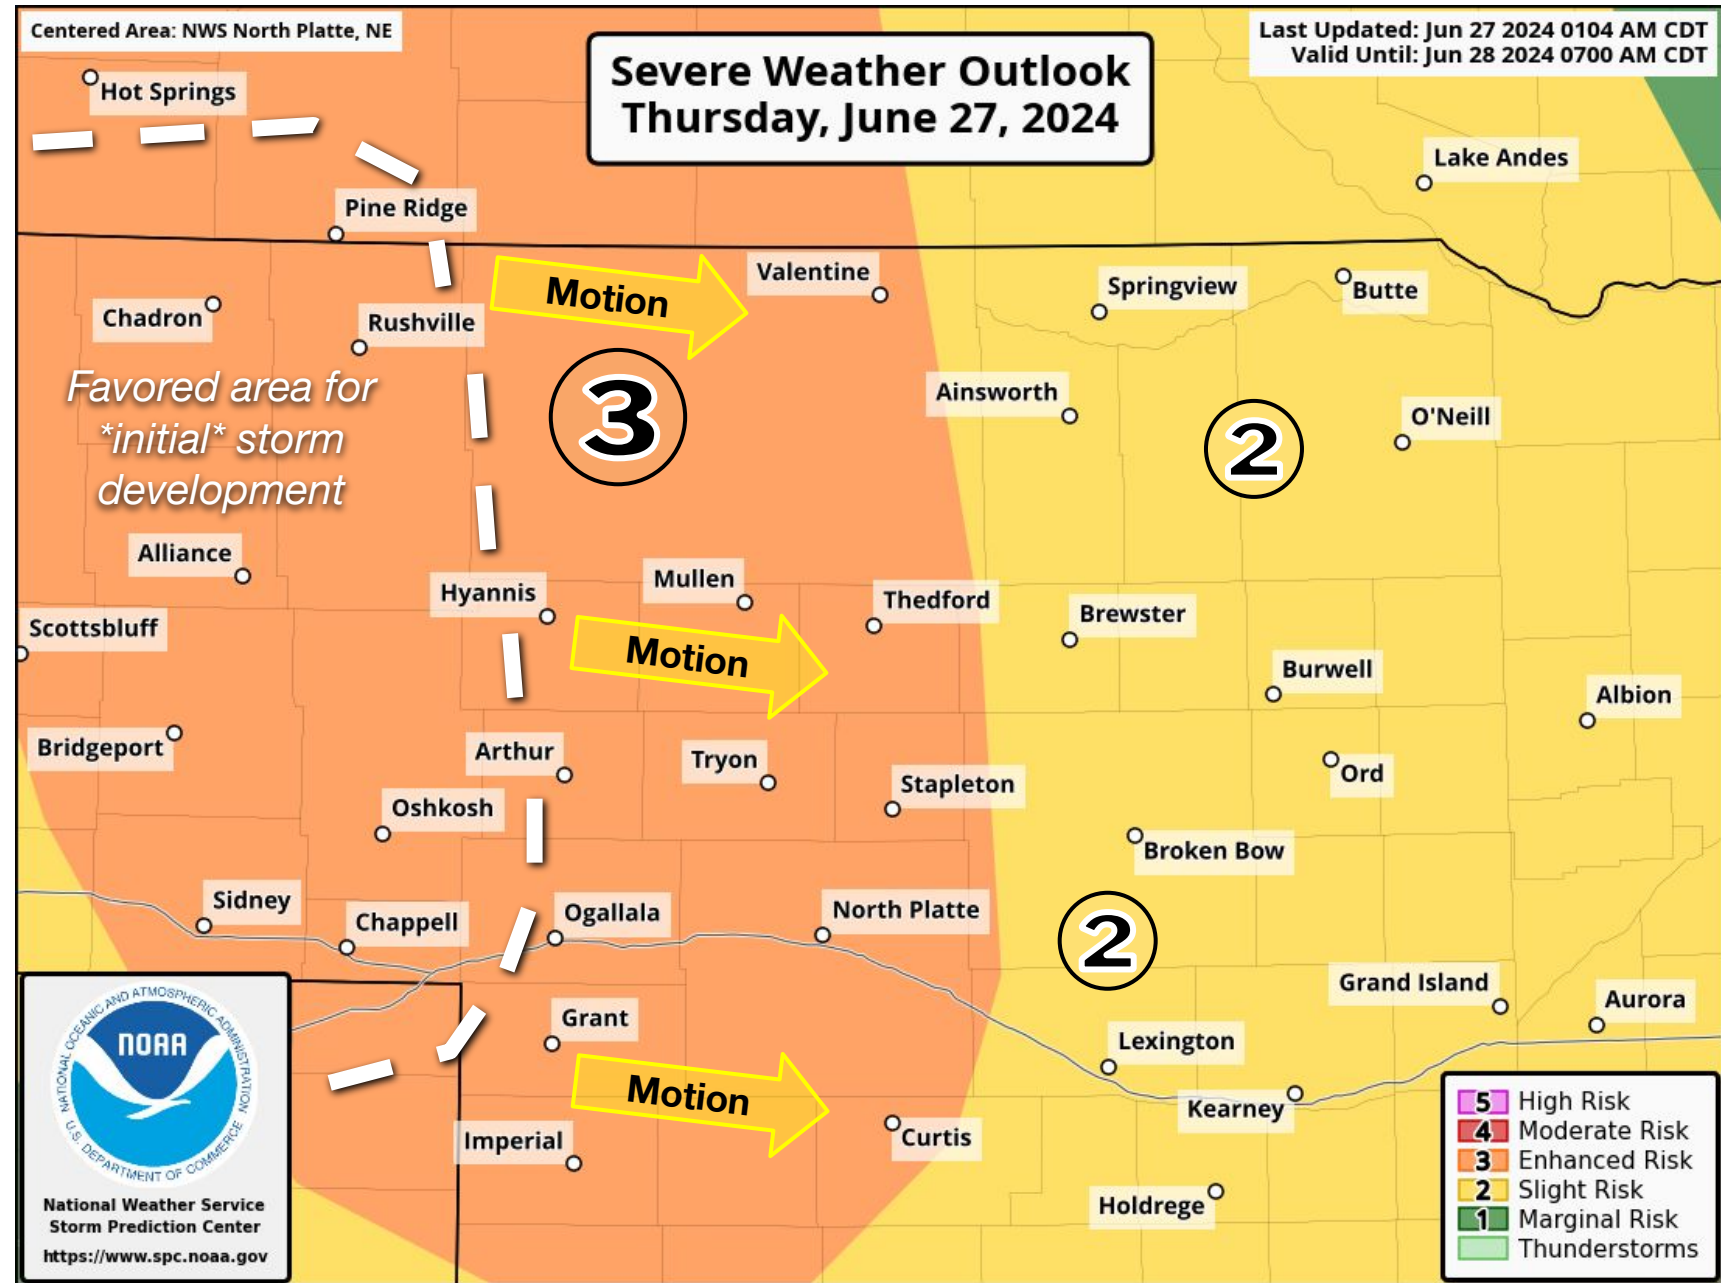 Centered Area: NWS North Platte, NE
Last Updated: Jun 27 2024 0104 AM CDT
Valid Until: Jun 28 2024 0700 AM CDT
Severe Weather Outlook
Thursday, June 27, 2024
Hot Springs
Lake Andes
Pine Ridge
Valentine
Motion
Springview
Butte
Chadron
Rushville
Favored area for
*initial* storm
development
3
Ainsworth
O'Neill
2
Alliance
Hyannis
Mullen
Thedford
Brewster
Scottsbluff
Motion
Burwell
Albion
Bridgeport
Arthur
Tryon
Stapleton
Ord
Oshkosh
Broken Bow
Sidney
Chappell
Ogallala
North Platte
2
Grand Island
Aurora
Grant
Lexington
Motion
Kearney
Imperial
Curtis
Holdrege
NATIONAL OCEANIC AND ATMOSPHERIC ADMINISTRATION
NOAA
U.S. DEPARTMENT OF COMMERCE
National Weather Service
Storm Prediction Center
https://www.spc.noaa.gov
5 High Risk
4 Moderate Risk
3 Enhanced Risk
2 Slight Risk
1 Marginal Risk
Thunderstorms